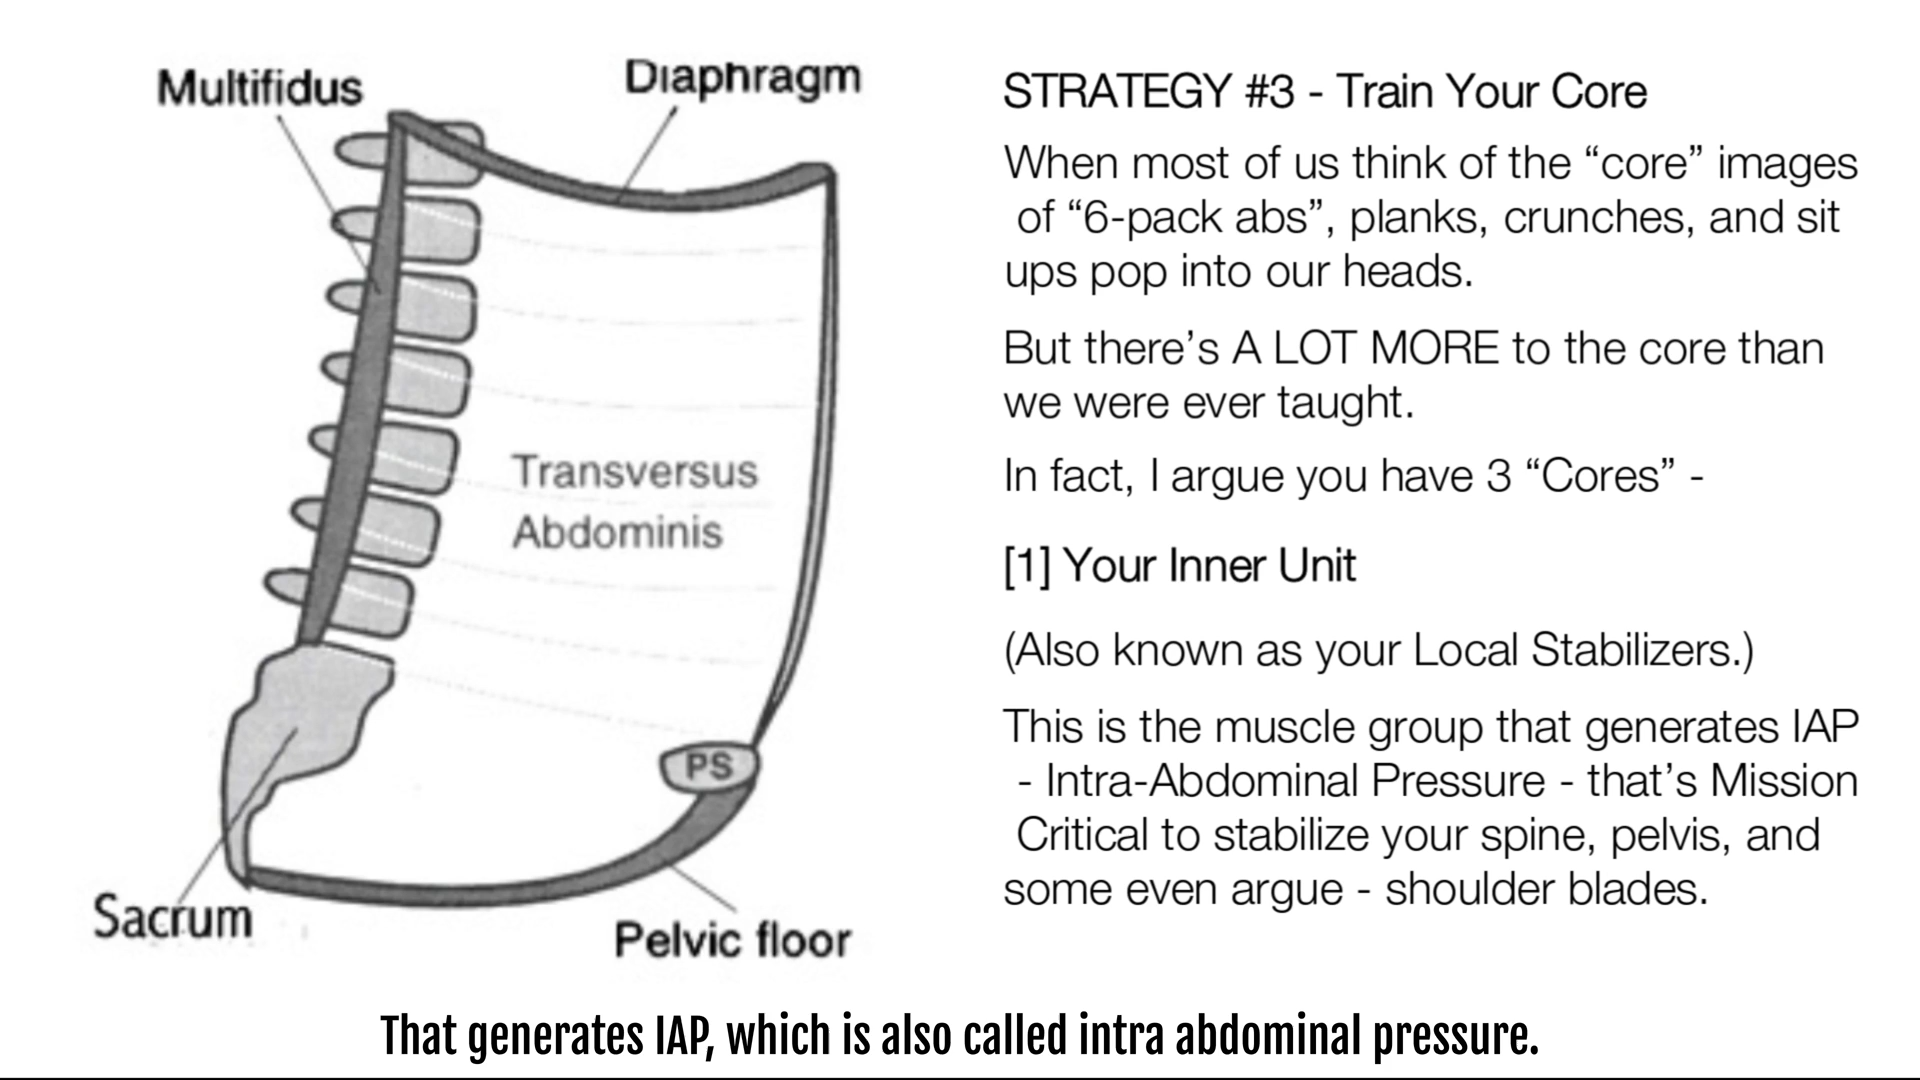 Multifidus
Diaphragm
Transversus
Abdominis
PS
Sacrum
Pelvic floor
STRATEGY #3 - Train Your Core
When most of us think of the “core” images
of “6-pack abs”, planks, crunches, and sit
ups pop into our heads.
But there’s A LOT MORE to the core than
we were ever taught.
In fact, I argue you have 3 “Cores” -
[1] Your Inner Unit
(Also known as your Local Stabilizers.)
This is the muscle group that generates IAP
- Intra-Abdominal Pressure - that’s Mission
Critical to stabilize your spine, pelvis, and
some even argue - shoulder blades.
That generates IAP, which is also called intra abdominal pressure.